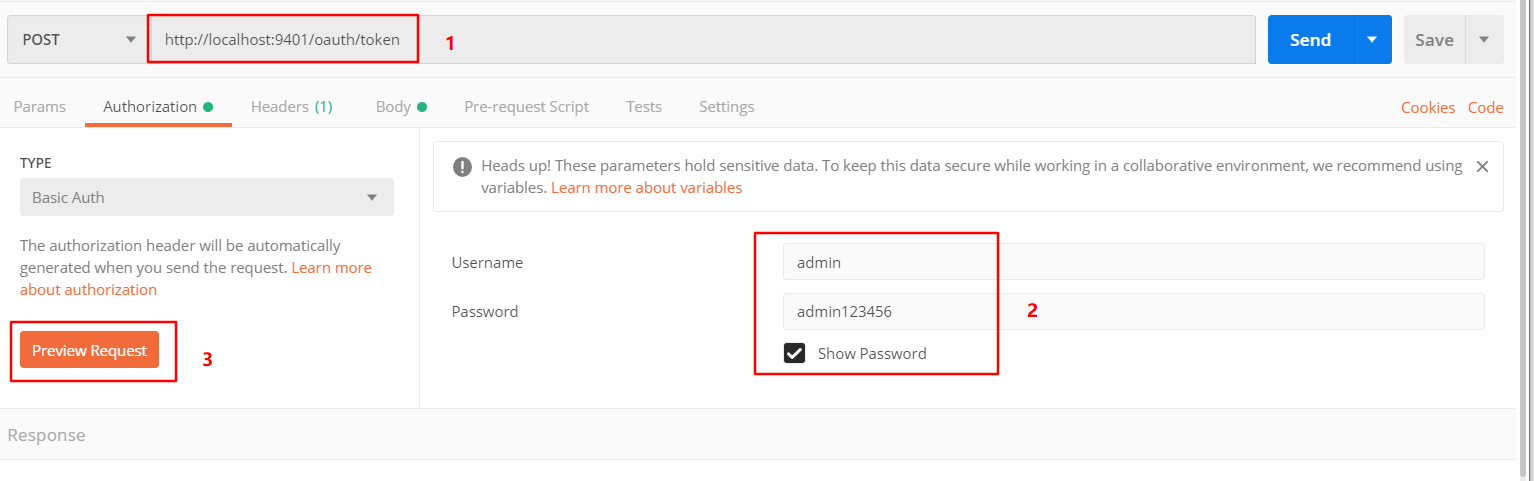 POST
http://localhost:9401/oauth/token
1
Send
Save
Params
Authorization
Headers (1)
Body
Pre-request Script
Tests
Settings
Cookies
Code
TYPE
Basic Auth
The authorization header will be automatically
generated when you send the request. Learn more
about authorization
Preview Request
3
Heads up! These parameters hold sensitive data. To keep this data secure while working in a collaborative environment, we recommend using
variables. Learn more about variables
Username
admin
Password
admin123456
2
Show Password
Response